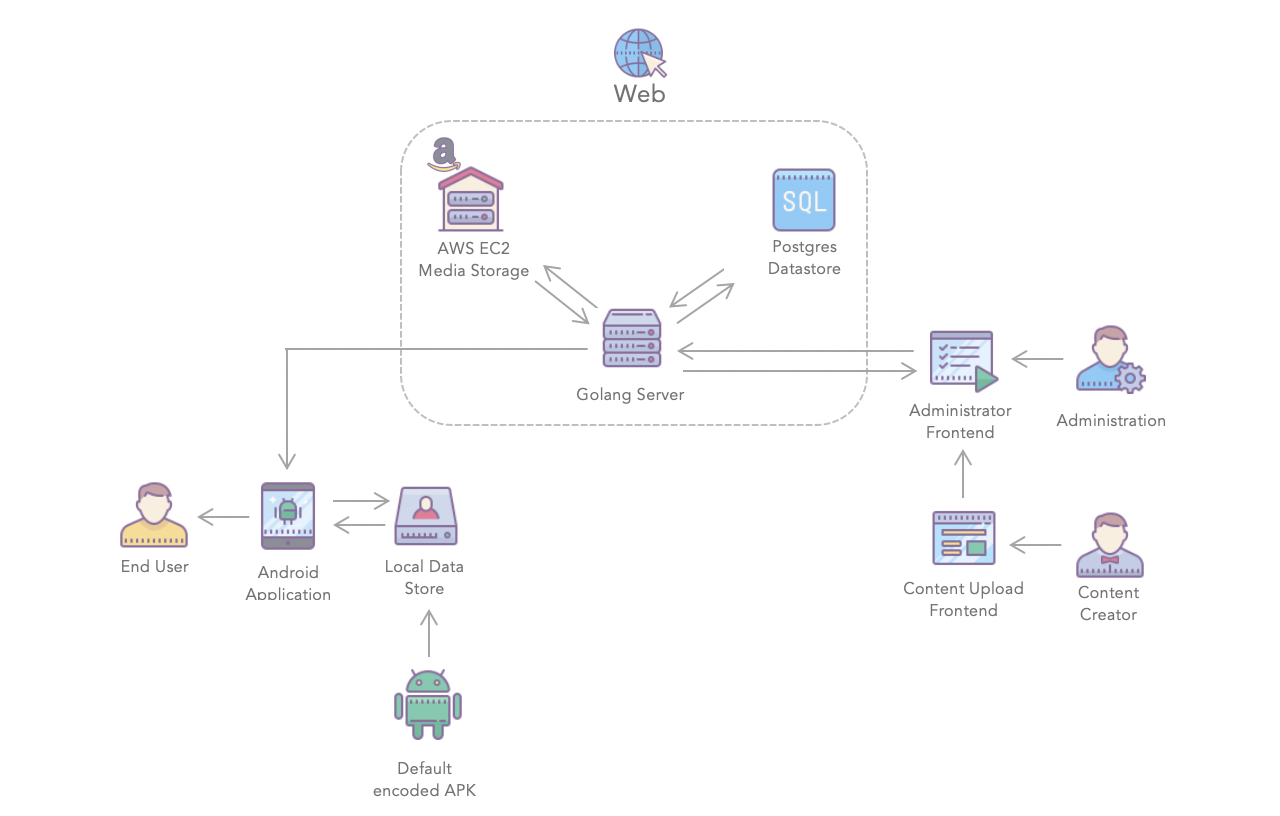 Web
AWS EC2
Media Storage
SQL
Postgres
Datastore
Golang Server
Administrator
Frontend
Administration
End User
Android
Application
Local Data
Store
Content Upload
Frontend
Content
Creator
Default
encoded APK